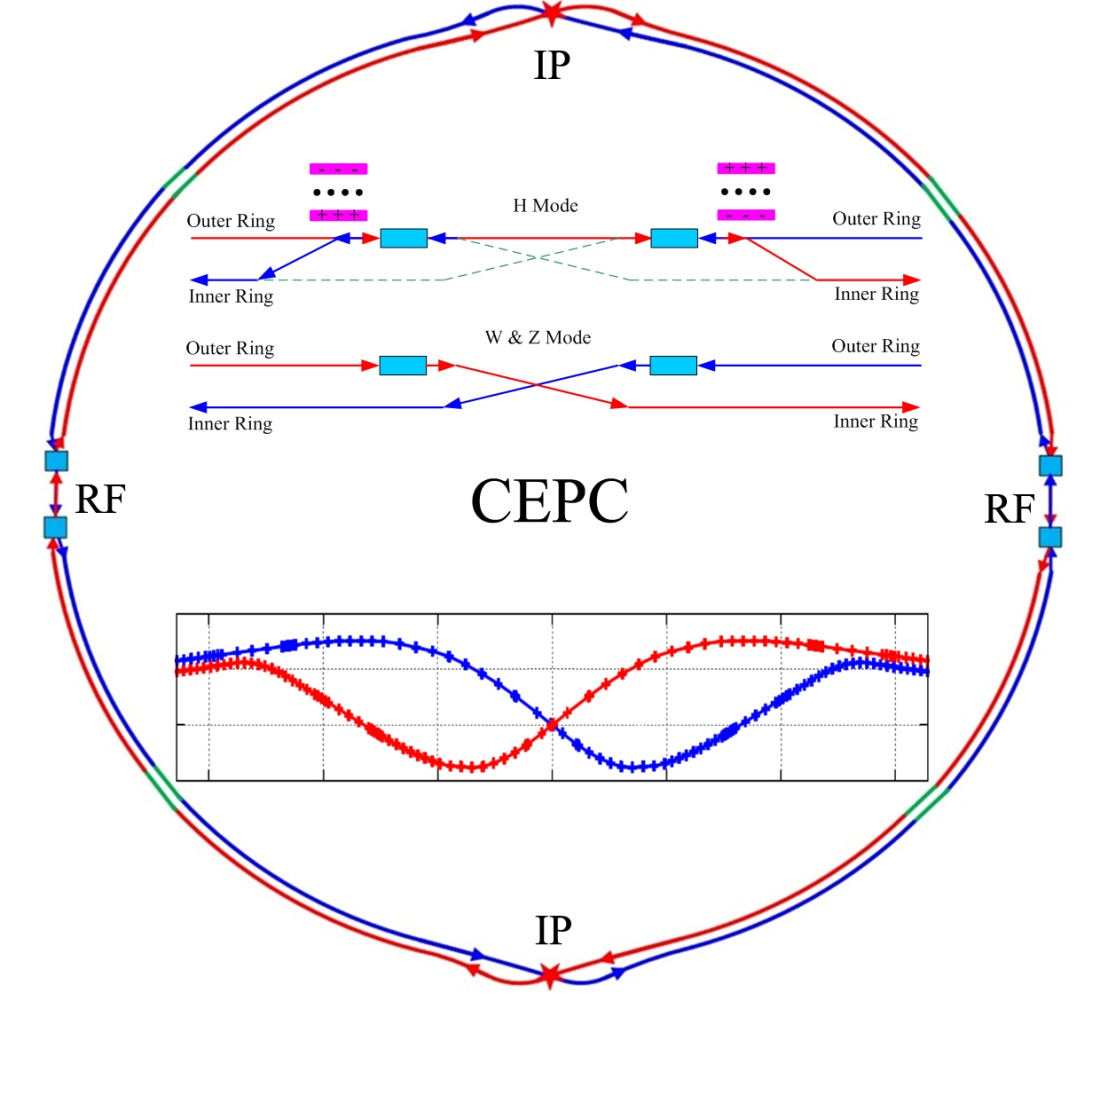 IP
- - -
+ + +
+ + +
- - -
H Mode
Outer Ring
Outer Ring
Inner Ring
Inner Ring
W & Z Mode
Outer Ring
Outer Ring
Inner Ring
Inner Ring
RF
CEPC
RF
IP